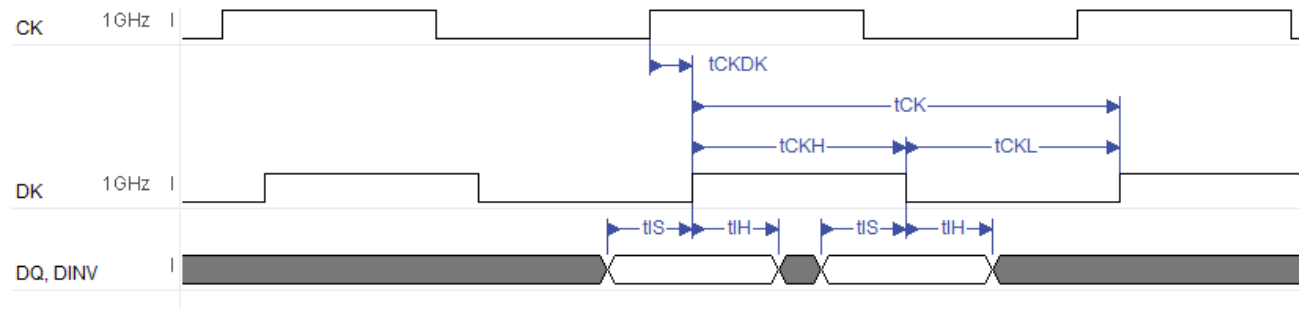 CK 1GHz I
tCKDK
tCK
tCKH tCKL
DK 1GHz I
tIS tIH tIS tIH
DQ, DINV I